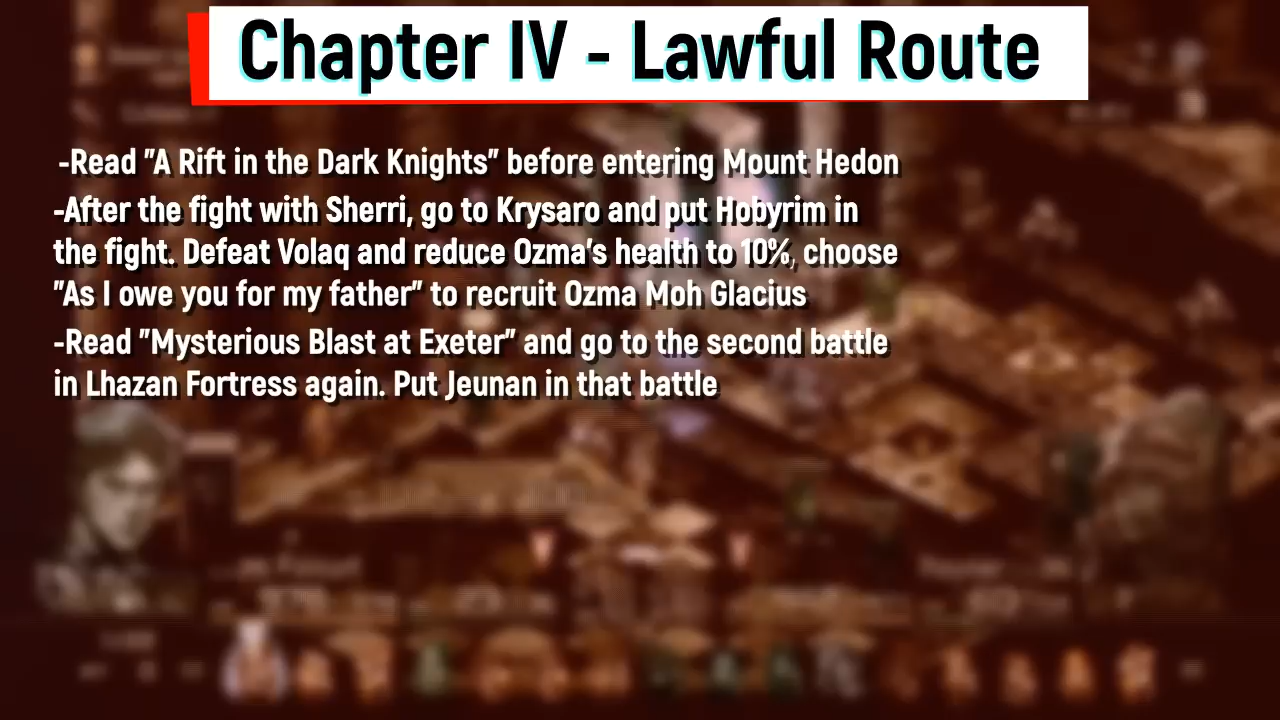 Chapter IV - Lawful Route
-Read "A Rift in the Dark Knights" before entering Mount Hedon
-After the fight with Sherri, go to Krysaro and put Hobyrim in
the fight. Defeat Volaq and reduce Ozma's health to 10%, choose
"As I owe you for my father" to recruit Ozma Moh Glacius
-Read "Mysterious Blast at Exeter" and go to the second battle
in Lhazan Fortress again. Put Jeunan in that battle